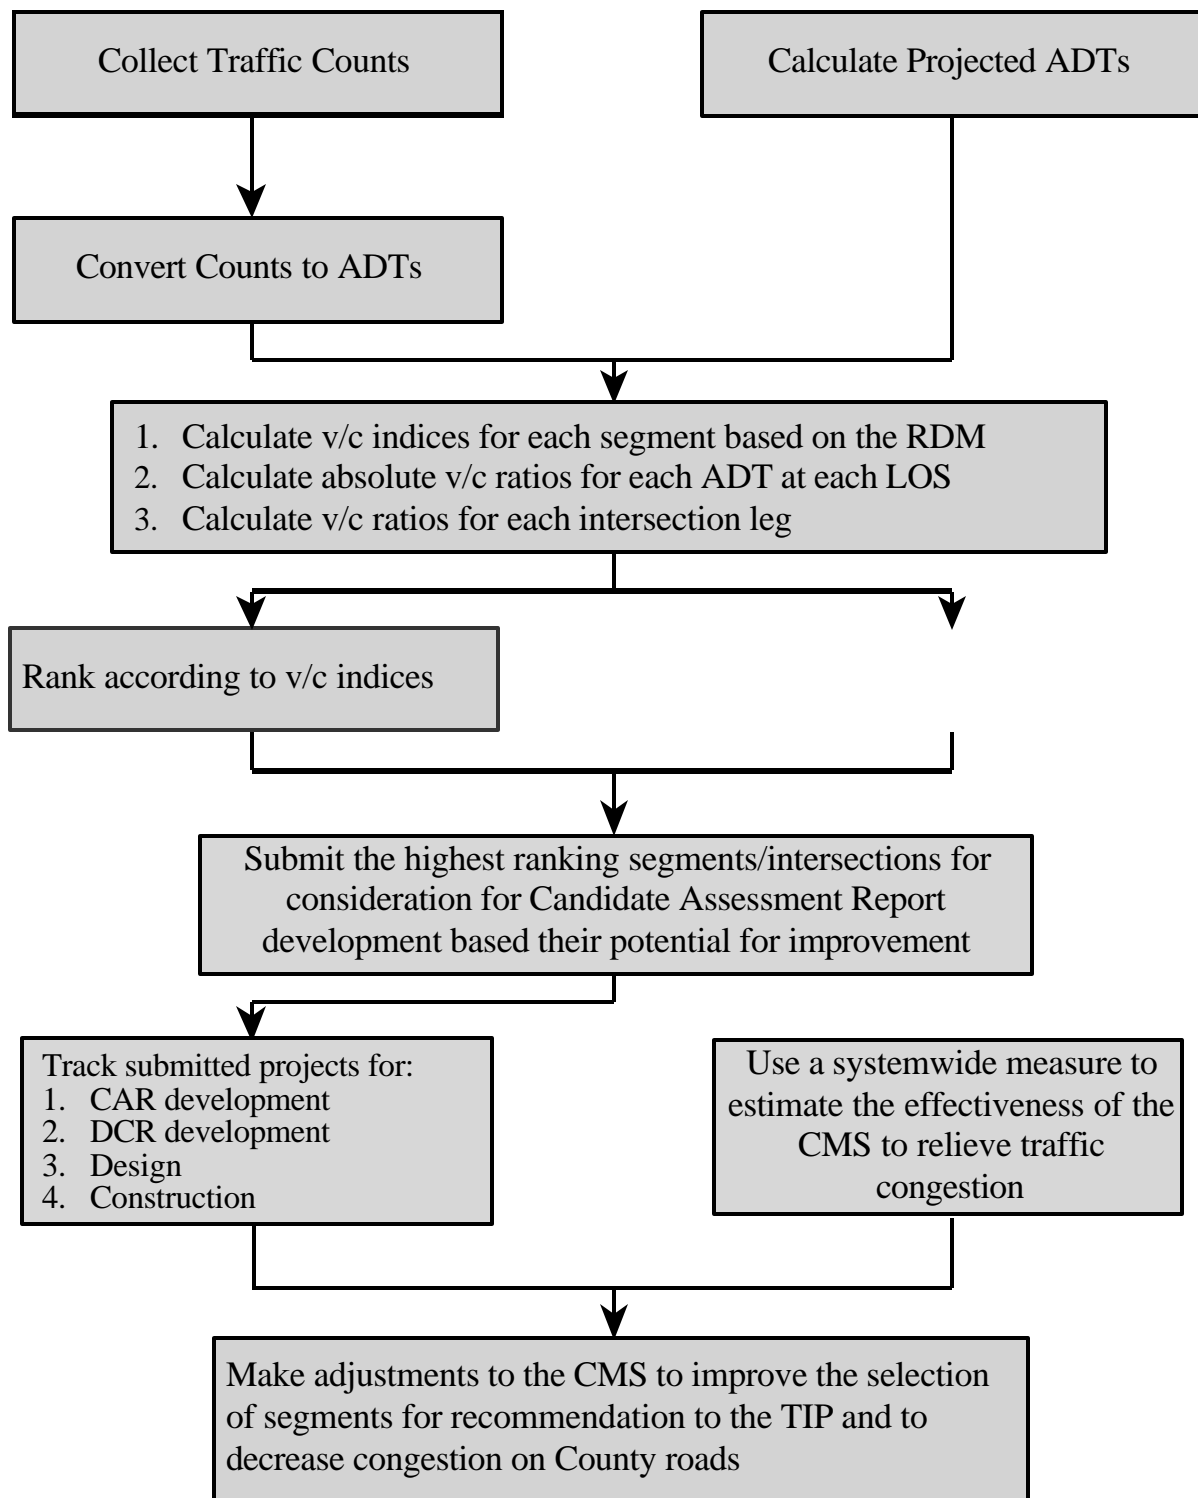 Collect Traffic Counts
Calculate Projected ADTs
Convert Counts to ADTs
1. Calculate v/c indices for each segment based on the RDM
2. Calculate absolute v/c ratios for each ADT at each LOS
3. Calculate v/c ratios for each intersection leg
Rank according to v/c indices
Submit the highest ranking segments/intersections for
consideration for Candidate Assessment Report
development based their potential for improvement
Track submitted projects for:
1. CAR development
2. DCR development
3. Design
4. Construction
Use a systemwide measure to
estimate the effectiveness of the
CMS to relieve traffic
congestion
Make adjustments to the CMS to improve the selection
of segments for recommendation to the TIP and to
decrease congestion on County roads